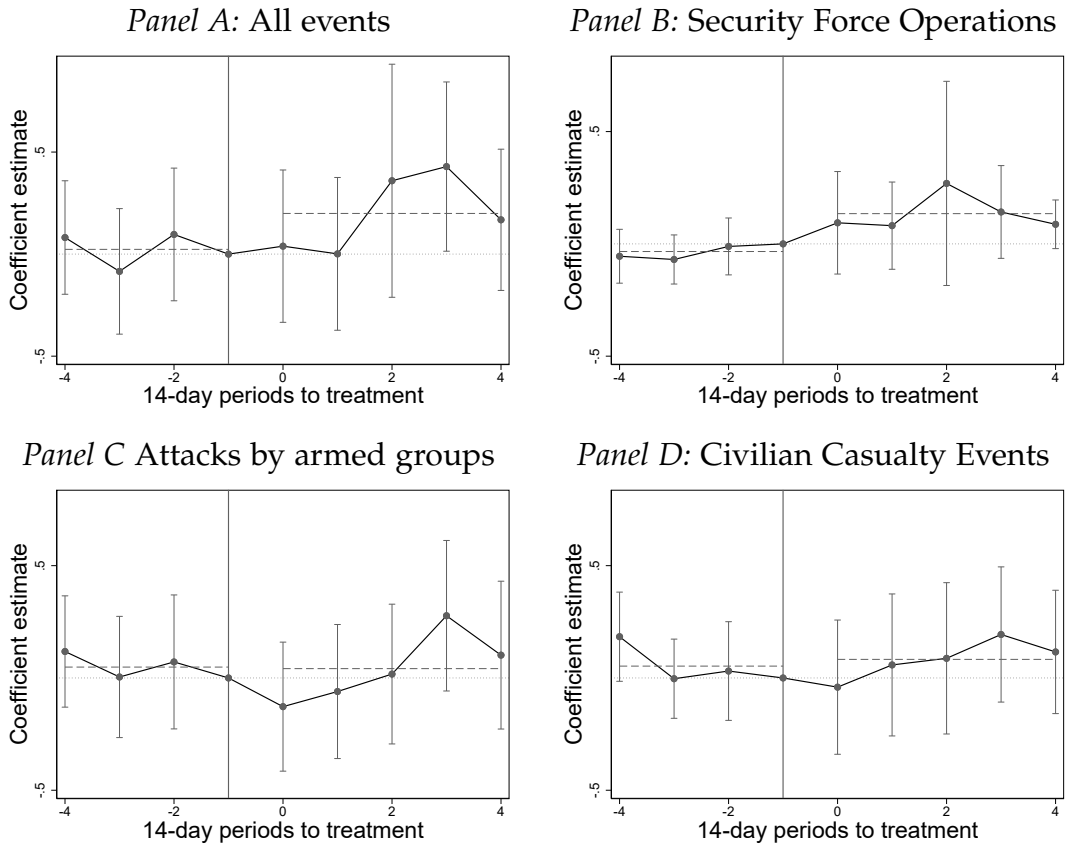 Panel A: All events
Coefficient estimate
.5
-.5
-4 -2 0 2 4
14-day periods to treatment
Panel B: Security Force Operations
Coefficient estimate
.5
-.5
-4 -2 0 2 4
14-day periods to treatment
Panel C Attacks by armed groups
Coefficient estimate
.5
-.5
-4 -2 0 2 4
14-day periods to treatment
Panel D: Civilian Casualty Events
Coefficient estimate
.5
-.5
-4 -2 0 2 4
14-day periods to treatment